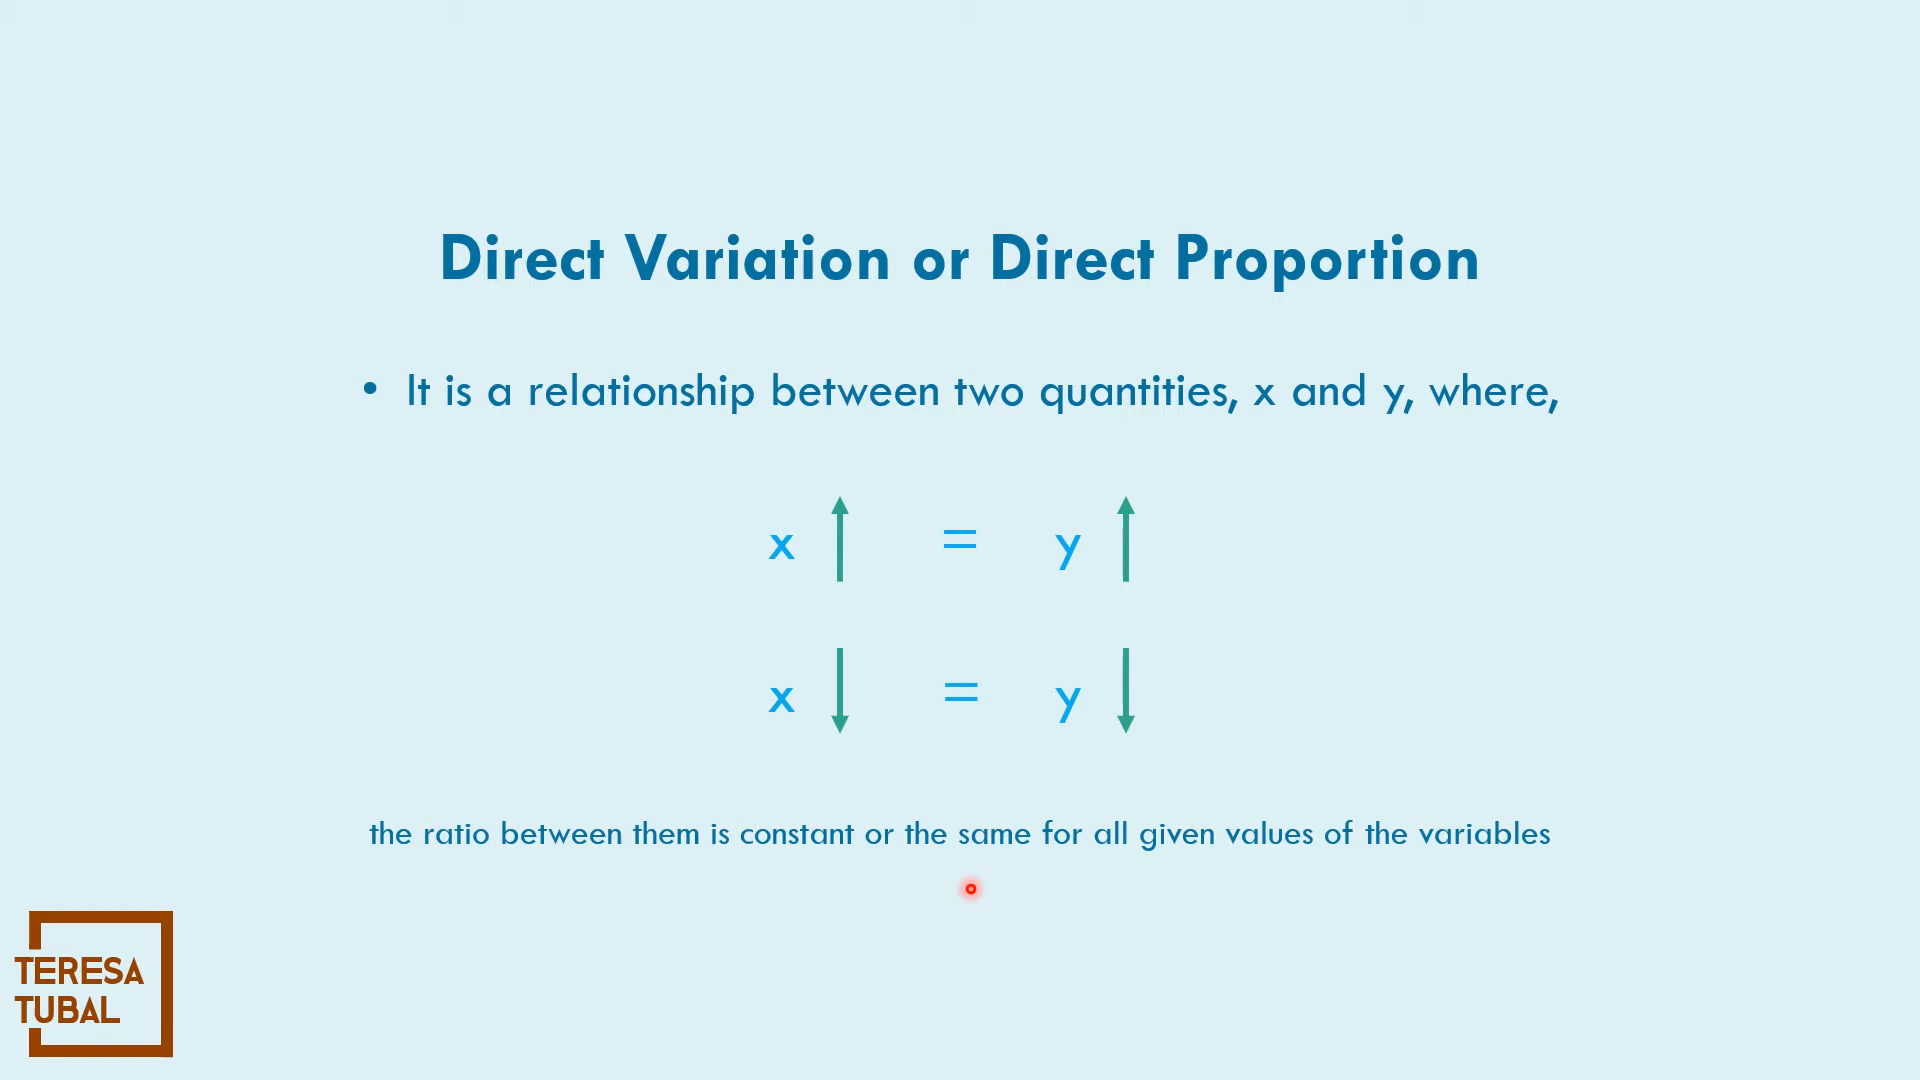 Direct Variation or Direct Proportion
• It is a relationship between two quantities, x and y, where,
x ↑ = y ↑
x ↓ = y ↓
the ratio between them is constant or the same for all given values of the variables
TERESA
TUBAL